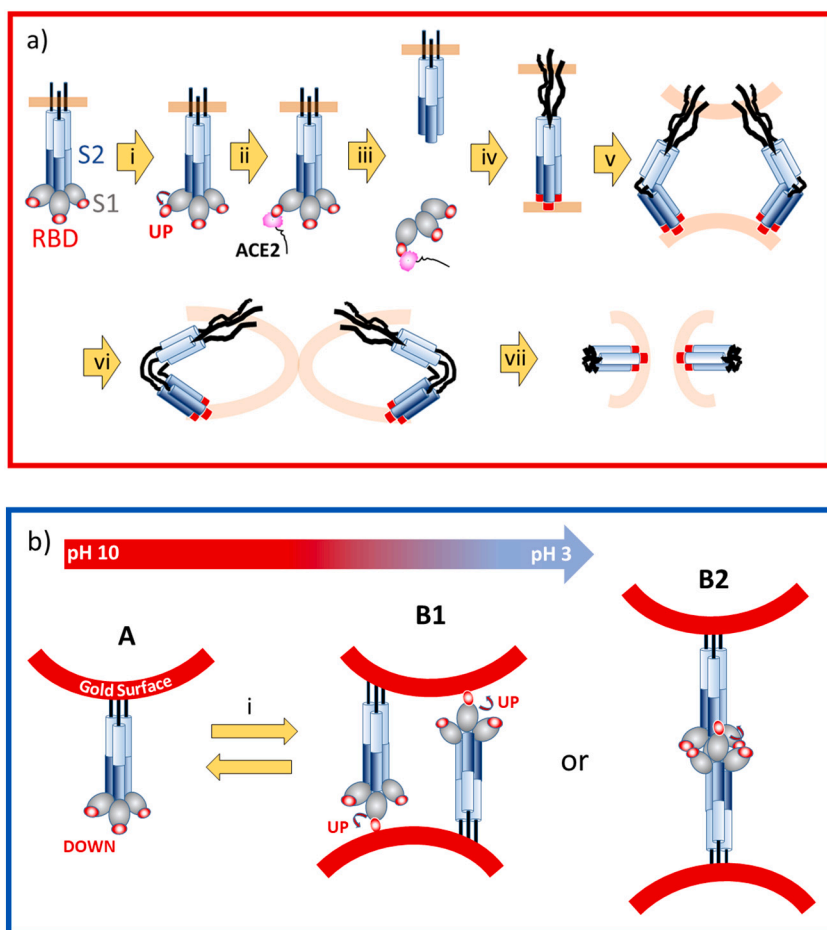 a)
S2
S1
RBD
i
UP
ii
ACE2
iii
iv
v
vi
vii
b)
pH 10
pH 3
A
B1
B2
Gold Surface
i
UP
or
UP
DOWN